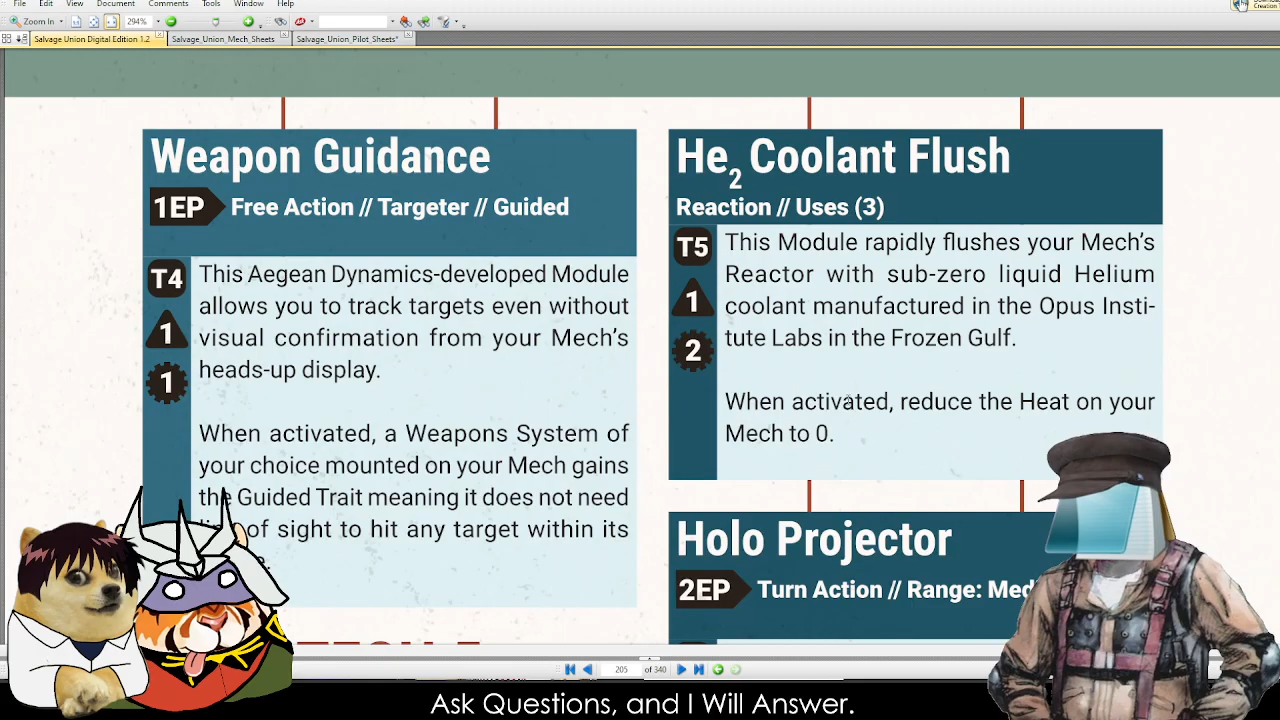 File Edit View Document Comments Tools Window Help
Creation
Zoom In 294%
Salvage Union Digital Edition 1.2 Salvage_Union_Mech_Sheets Salvage_Union_Pilot_Sheets*
Weapon Guidance
1EP Free Action // Targeter // Guided
T4
1
1
This Aegean Dynamics-developed Module
allows you to track targets even without
visual confirmation from your Mech's
heads-up display.
When activated, a Weapons System of
your choice mounted on your Mech gains
the Guided Trait meaning it does not need
of sight to hit any target within its
He2 Coolant Flush
Reaction // Uses (3)
T5
1
2
This Module rapidly flushes your Mech's
Reactor with sub-zero liquid Helium
coolant manufactured in the Opus Insti-
tute Labs in the Frozen Gulf.
When activated, reduce the Heat on your
Mech to 0.
Holo Projector
2EP Turn Action // Range: Med
205 of 340
Ask Questions, and I Will Answer.